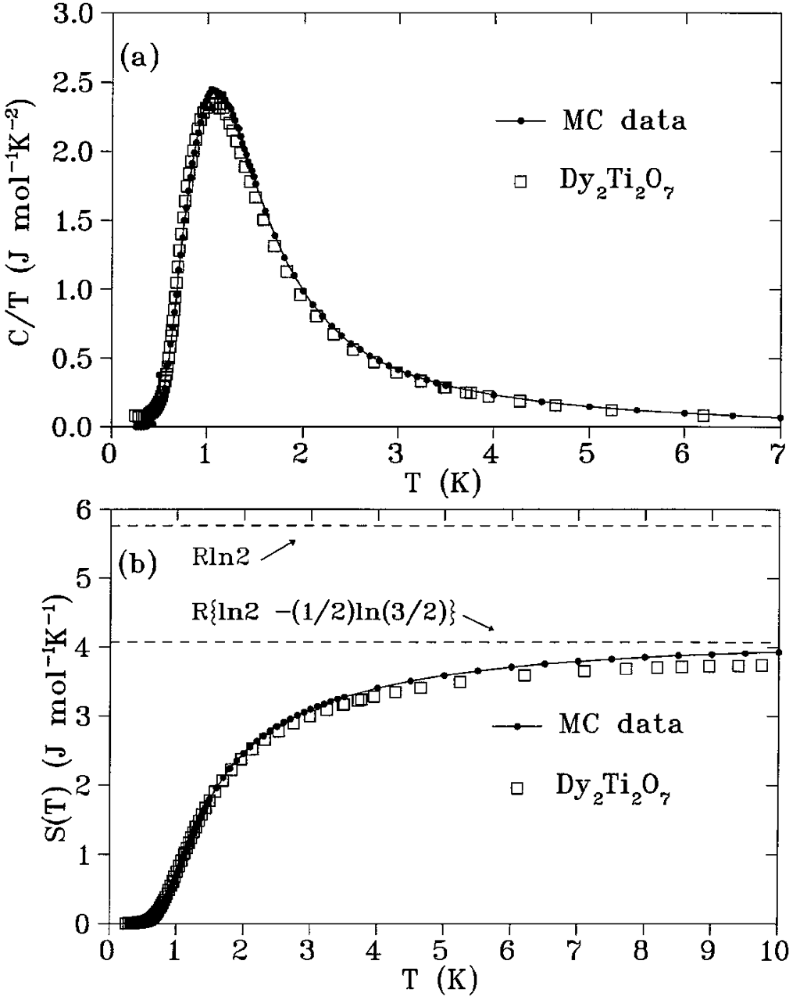 3.0
(a)
2.5
2.0
1.5
1.0
0.5
0.0
C/T (J mol⁻¹K⁻²)
MC data
Dy₂Ti₂O₇
0 1 2 3 4 5 6 7
T (K)
6
Rln2
(b)
5
R{ln2 −(1/2)ln(3/2)}
4
3
2
1
0
S(T) (J mol⁻¹K⁻¹)
MC data
Dy₂Ti₂O₇
0 1 2 3 4 5 6 7 8 9 10
T (K)